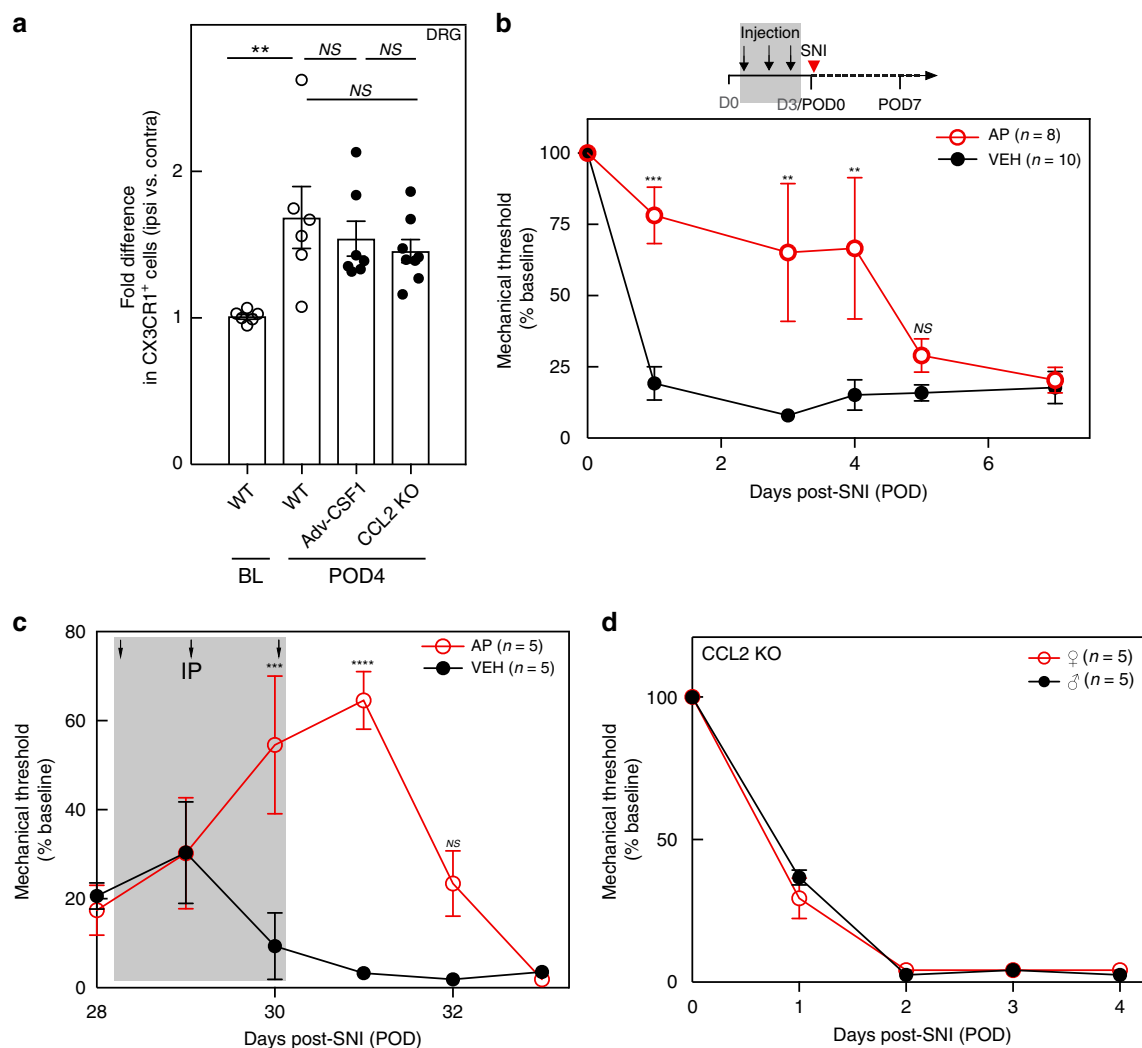 a
DRG
** NS NS
NS
Fold difference
in CX3CR1+ cells (ipsi vs. contra)
2
1
0
WT
WT
Adv-CSF1
CCL2 KO
BL
POD4
b
Injection
SNI
D0
D3/POD0
POD7
AP (n = 8)
VEH (n = 10)
Mechanical threshold
(% baseline)
100
75
50
25
0
***
**
**
NS
0 2 4 6
Days post-SNI (POD)
c
IP
AP (n = 5)
VEH (n = 5)
Mechanical threshold
(% baseline)
80
60
40
20
0
***
****
NS
28 30 32
Days post-SNI (POD)
d
CCL2 KO
♀ (n = 5)
♂ (n = 5)
Mechanical threshold
(% baseline)
100
50
0
0 1 2 3 4
Days post-SNI (POD)